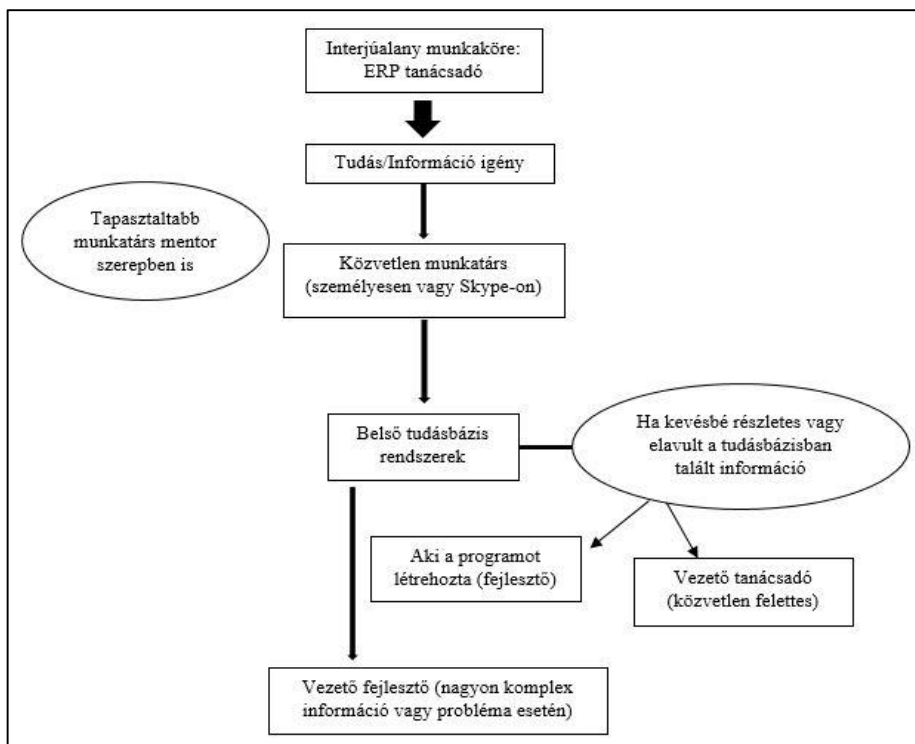 Interjúalany munkaköre:
ERP tanácsadó
Tudás/Információ igény
Tapasztaltabb
munkatárs mentor
szerepben is
Közvetlen munkatárs
(személyesen vagy Skype-on)
Belső tudásbázis
rendszerek
Ha kevésbé részletes vagy
elavult a tudásbázisban
talált információ
Aki a programot
létrehozta (fejlesztő)
Vezető tanácsadó
(közvetlen felettes)
Vezető fejlesztő (nagyon komplex
információ vagy probléma esetén)